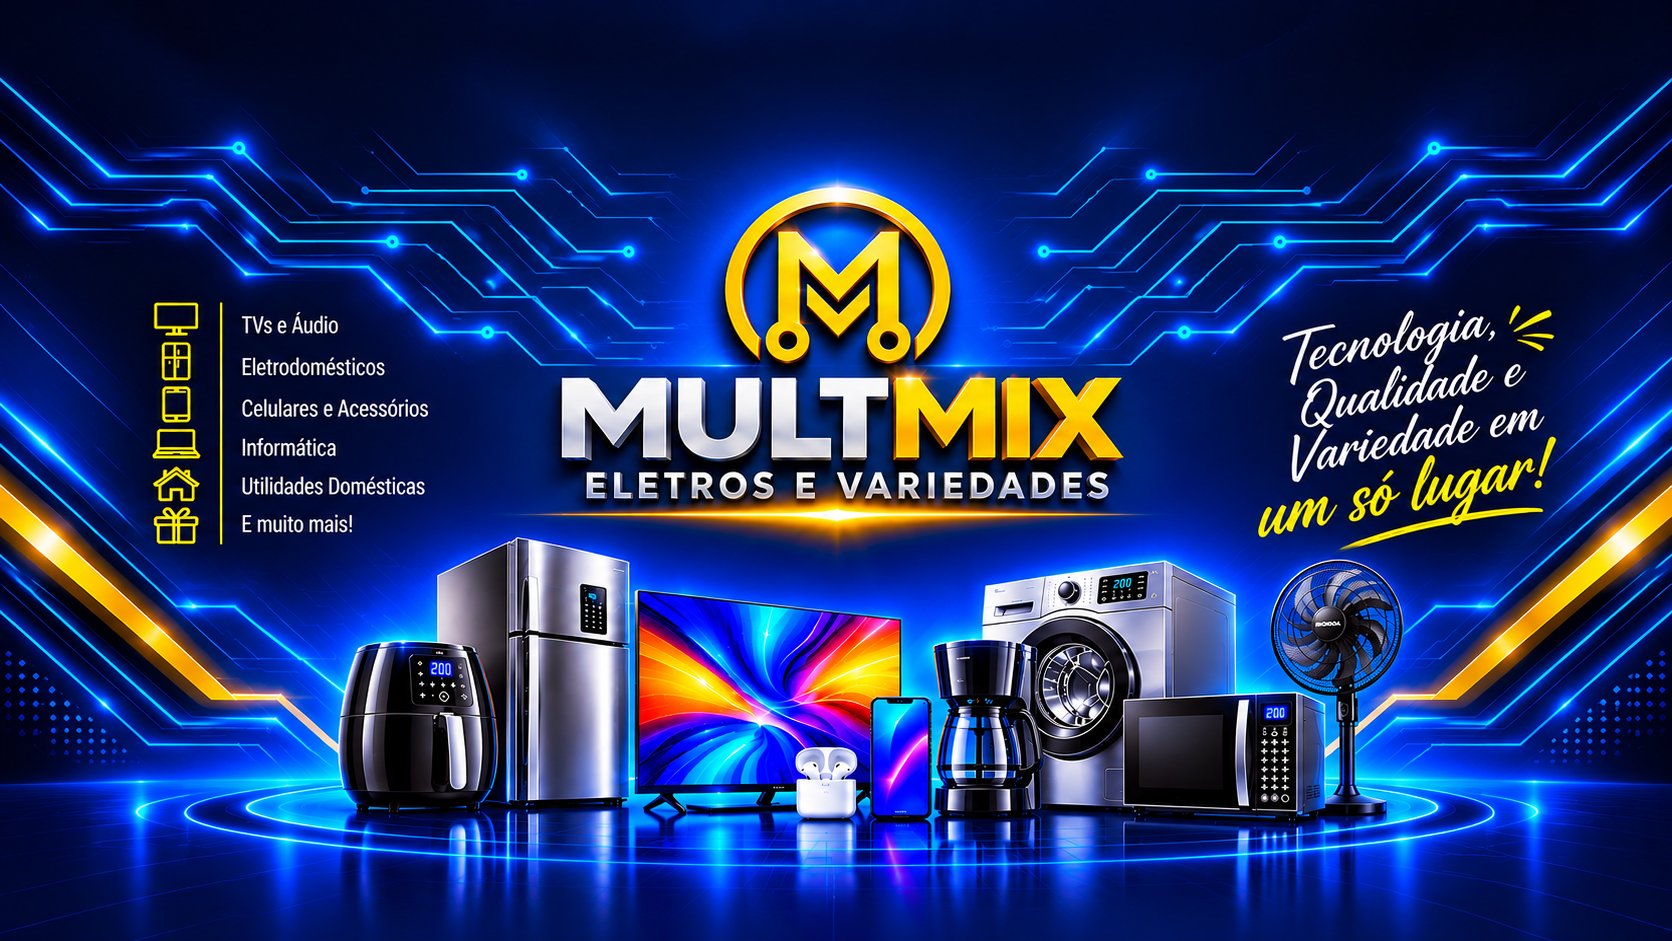 M
MULTMIX
ELETROS E VARIEDADES
TVs e Áudio
Eletrodomésticos
Celulares e Acessórios
Informática
Utilidades Domésticas
E muito mais!
Tecnologia,
Qualidade e
Variedade em
um só lugar!
200
200
200